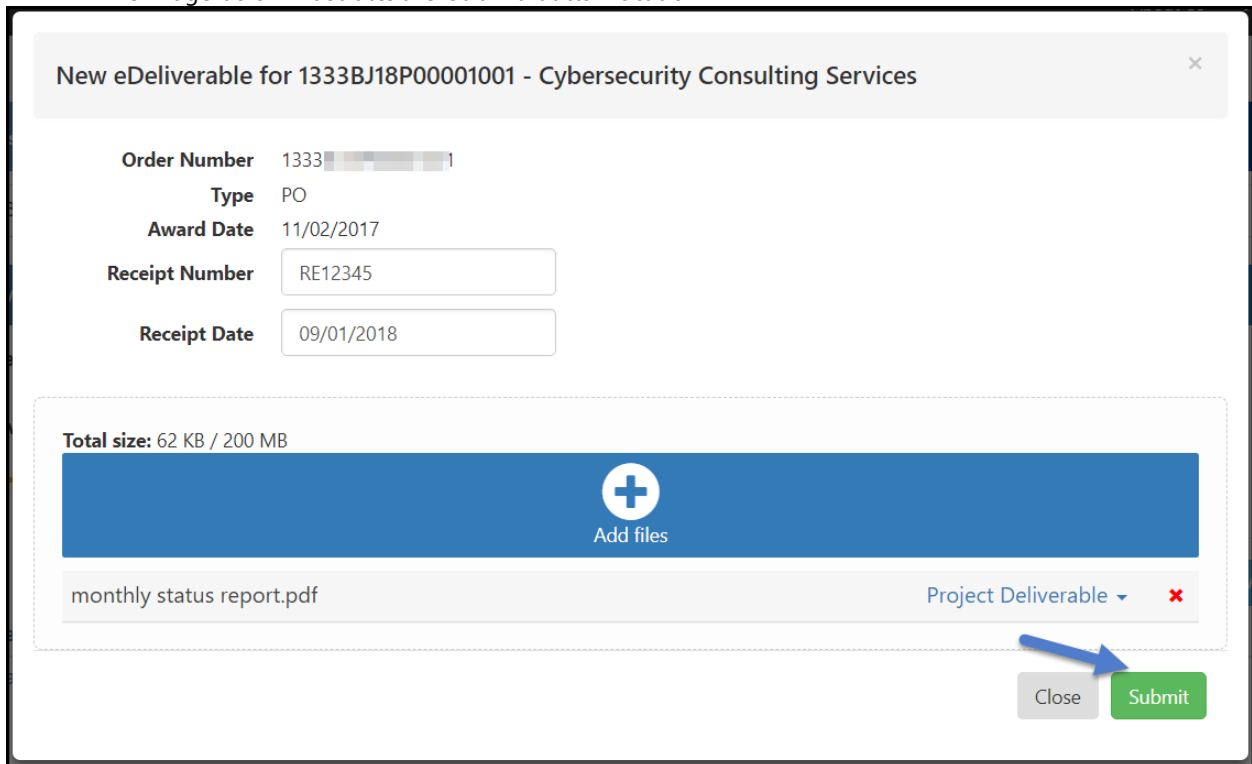 New eDeliverable for 1333BJ18P00001001 - Cybersecurity Consulting Services ×
Order Number 1333 1
Type PO
Award Date 11/02/2017
Receipt Number RE12345
Receipt Date 09/01/2018
Total size: 62 KB / 200 MB
Add files
monthly status report.pdf Project Deliverable
Close Submit